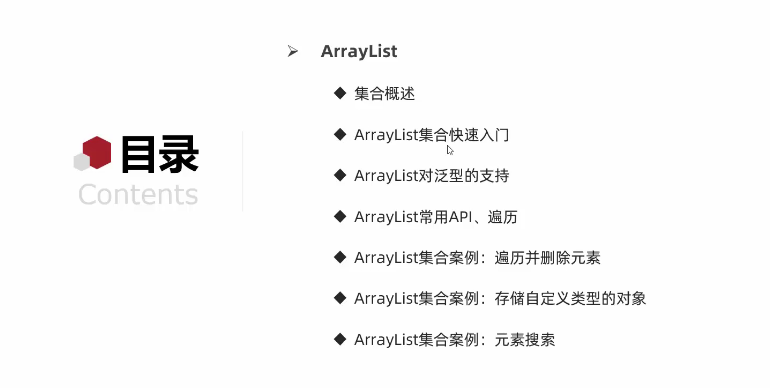 目录
Contents
ArrayList
集合概述
ArrayList集合快速入门
ArrayList对泛型的支持
ArrayList常用API、遍历
ArrayList集合案例：遍历并删除元素
ArrayList集合案例：存储自定义类型的对象
ArrayList集合案例：元素搜索